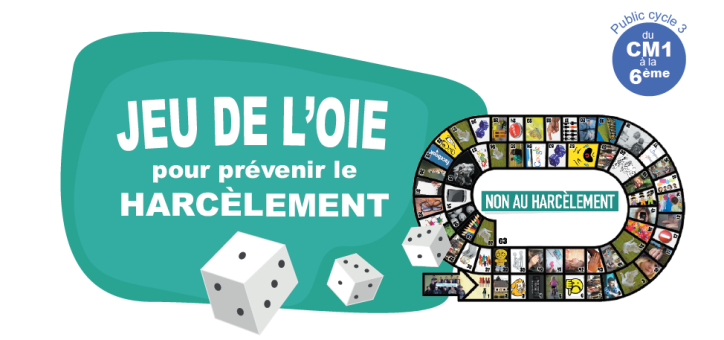 Public cycle 3
du
CM1
à la
6ème
JEU DE L'OIE
pour prévenir le
HARCÈLEMENT
NON AU HARCÈLEMENT
63